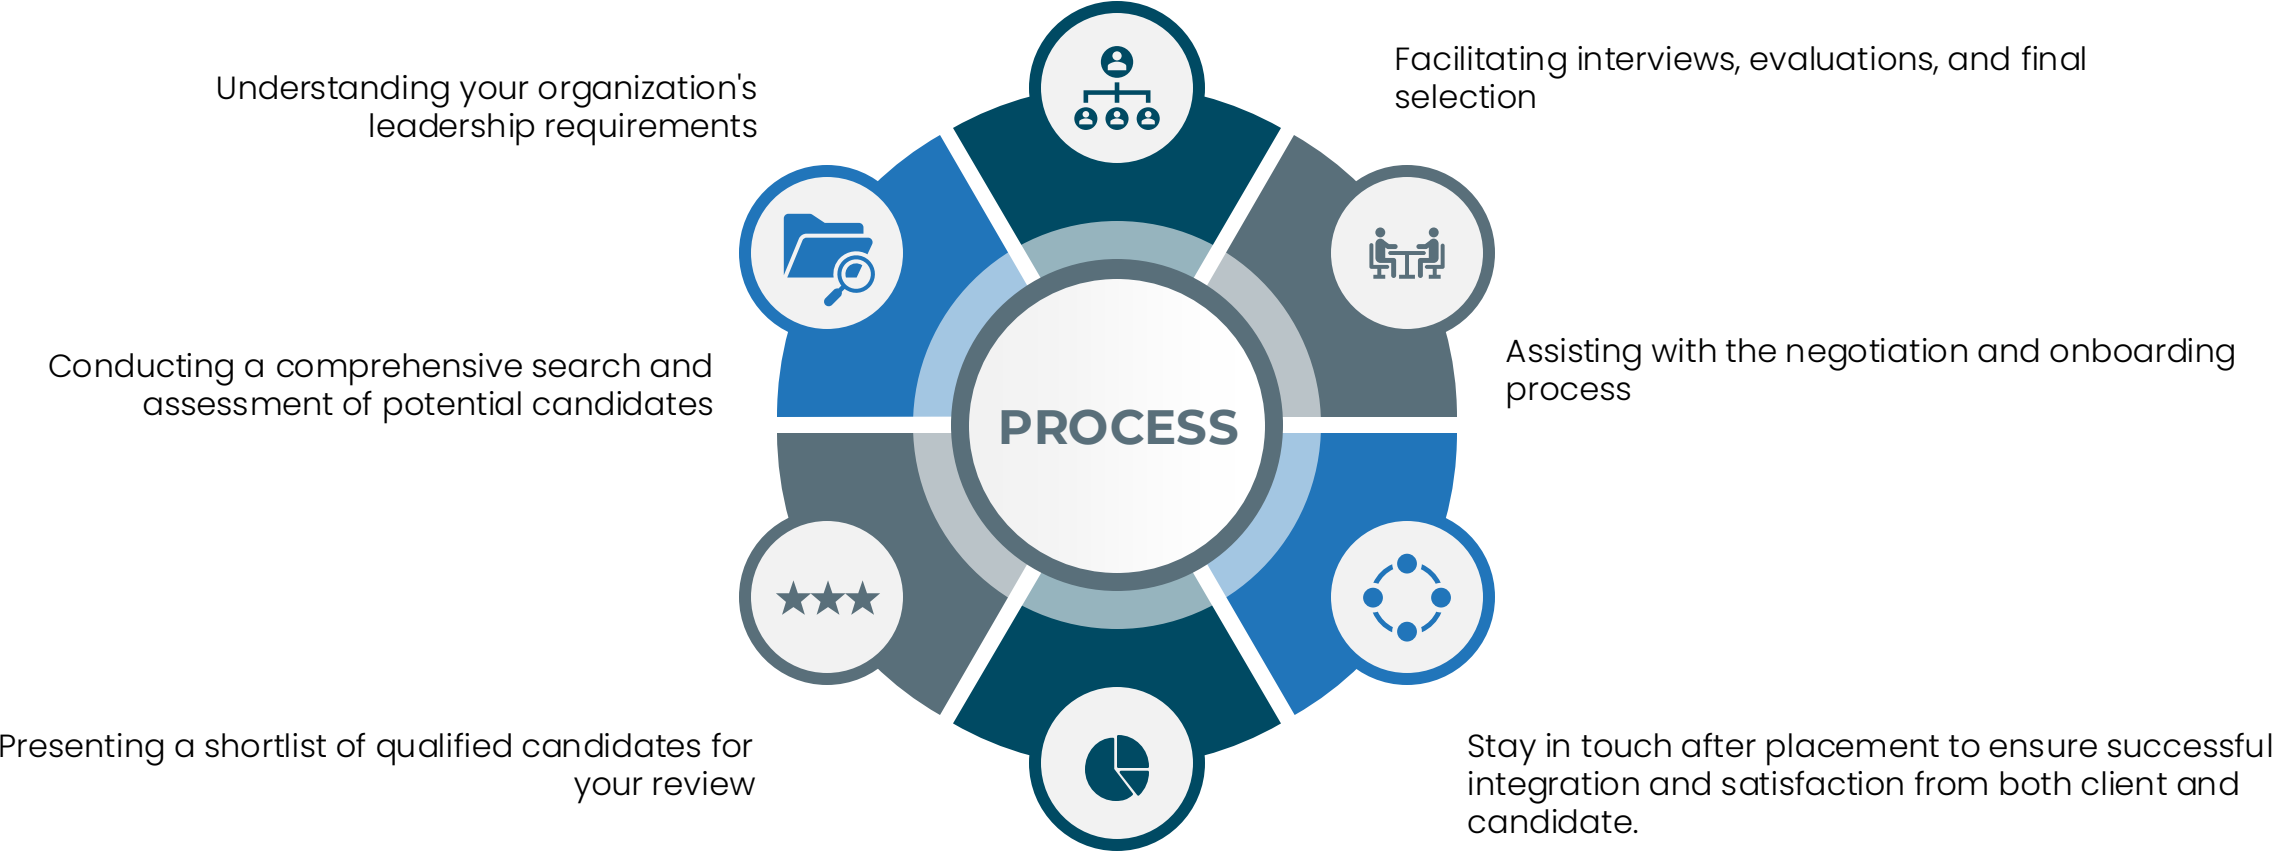 Understanding your organization's
leadership requirements
Conducting a comprehensive search and
assessment of potential candidates
Presenting a shortlist of qualified candidates for
your review
PROCESS
Facilitating interviews, evaluations, and final
selection
Assisting with the negotiation and onboarding
process
Stay in touch after placement to ensure successful
integration and satisfaction from both client and
candidate.